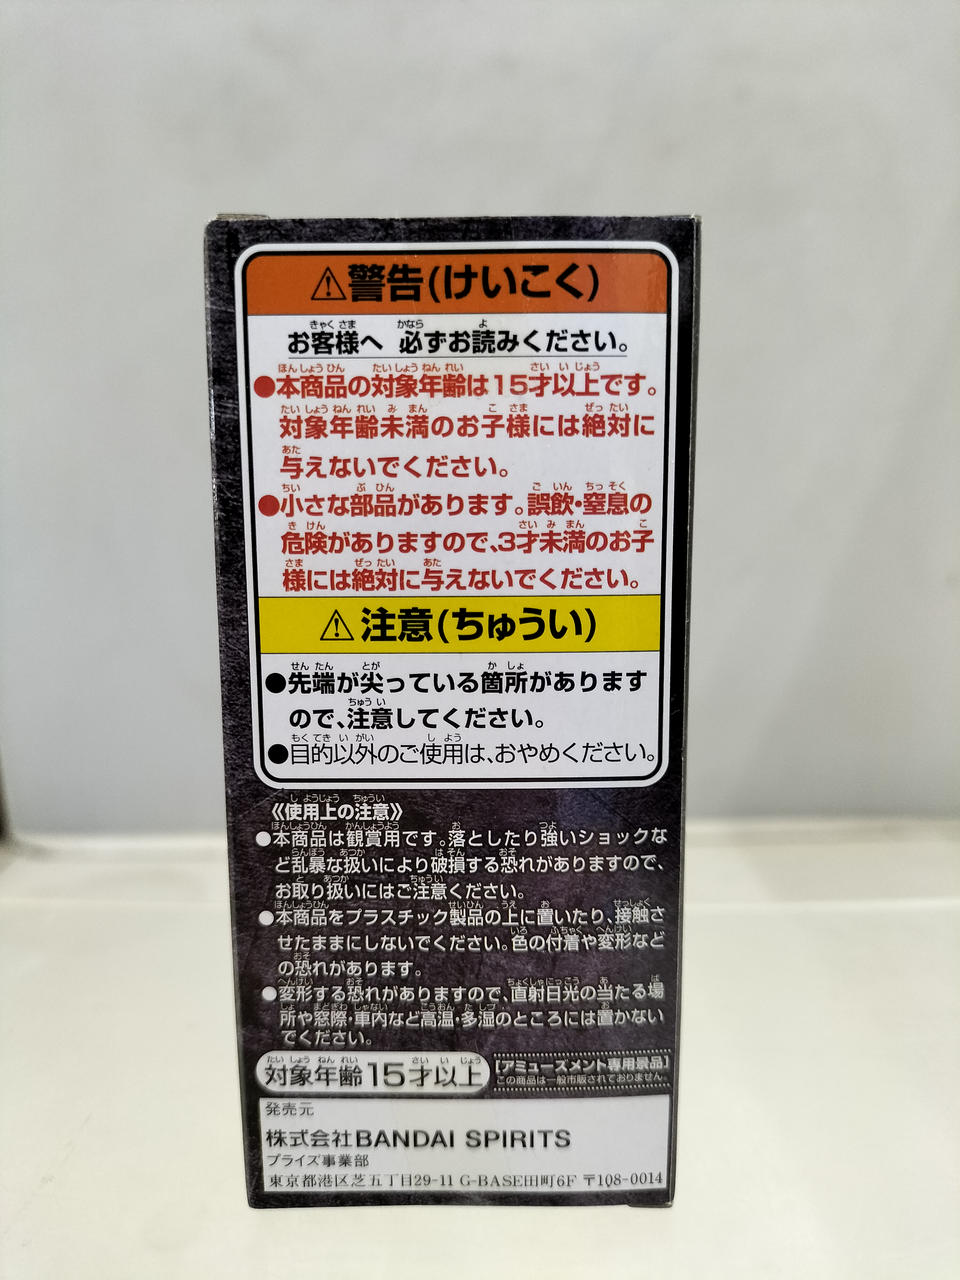 ⚠警告(けいこく)
お客様へ 必ずお読みください。
●本商品の対象年齢は15才以上です。
対象年齢未満のお子様には絶対に
与えないでください。
●小さな部品があります。誤飲・窒息の
危険がありますので、3才未満のお子
様には絶対に与えないでください。
⚠注意(ちゅうい)
●先端が尖っている箇所があります
ので、注意してください。
●目的以外のご使用は、おやめください。
《使用上の注意》
●本商品は観賞用です。落としたり強いショックな
ど乱暴な扱いにより破損する恐れがありますので、
お取り扱いにはご注意ください。
●本商品をプラスチック製品の上に置いたり、接触さ
せたままにしないでください。色の付着や変形など
の恐れがあります。
●変形する恐れがありますので、直射日光の当たる場
所や窓際・車内など高温・多湿のところには置かない
でください。
対象年齢15才以上
[アミューズメント専用景品]
この商品は一般市販されておりません。
発売元
株式会社BANDAI SPIRITS
プライズ事業部
東京都港区芝五丁目29-11 G-BASE田町6F 〒108-0014